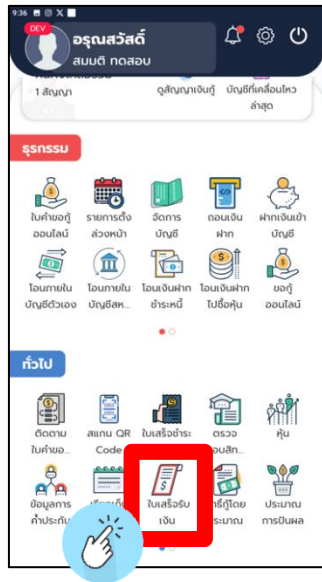 9:36
DEV
อรุณสวัสดิ์
สมมติ ทดสอบ
1 สัญญา
ดูสัญญาเงินกู้
บัญชีที่เคลื่อนไหว
ล่าสุด
ธุรกรรม
ใบคำขอกู้ รายการตั้ง จัดการ ถอนเงิน ฝากเงินเข้า
ออนไลน์ ล่วงหน้า บัญชี ฝาก บัญชี
โอนภายใน โอนภายใน โอนเงินฝาก โอนเงินฝาก ขอกู้
บัญชีตัวเอง บัญชีสห... ชำระหนี้ ไปซื้อหุ้น ออนไลน์
ทั่วไป
ติดตาม สแกน QR ใบเสร็จชำระ ตรวจ หุ้น
ใบคำขอ... Code
ข้อมูลการ ใบเสร็จรับ ประมาณ
ค้ำประกัน เงิน การปันผล